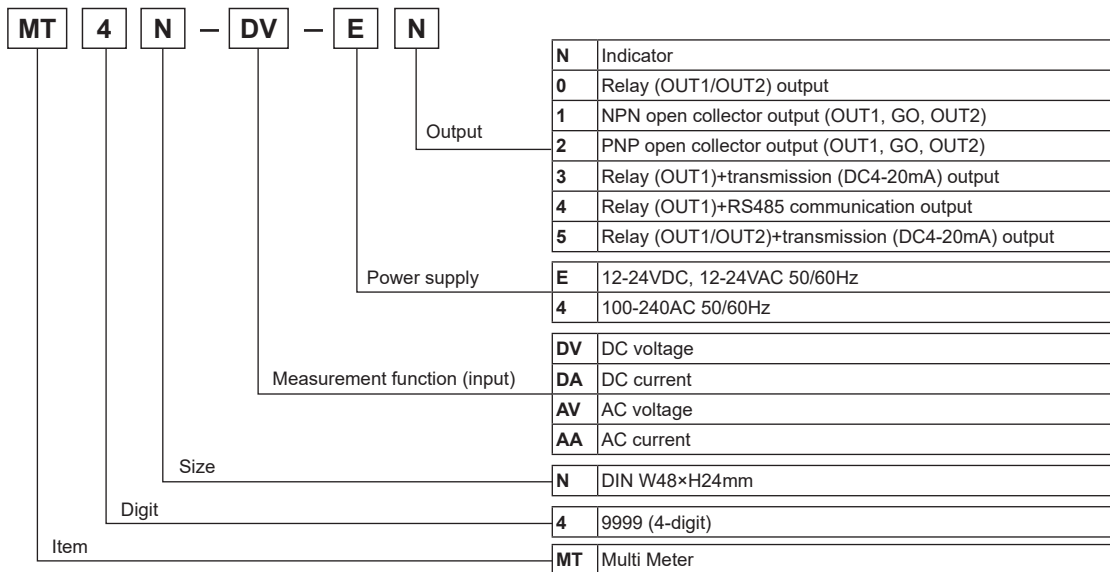 MT 4 N — DV — E N
N Indicator
0 Relay (OUT1/OUT2) output
1 NPN open collector output (OUT1, GO, OUT2)
Output
2 PNP open collector output (OUT1, GO, OUT2)
3 Relay (OUT1)+transmission (DC4-20mA) output
4 Relay (OUT1)+RS485 communication output
5 Relay (OUT1/OUT2)+transmission (DC4-20mA) output
Power supply
E 12-24VDC, 12-24VAC 50/60Hz
4 100-240AC 50/60Hz
DV DC voltage
Measurement function (input)
DA DC current
AV AC voltage
AA AC current
Size
N DIN W48×H24mm
Digit
4 9999 (4-digit)
Item
MT Multi Meter